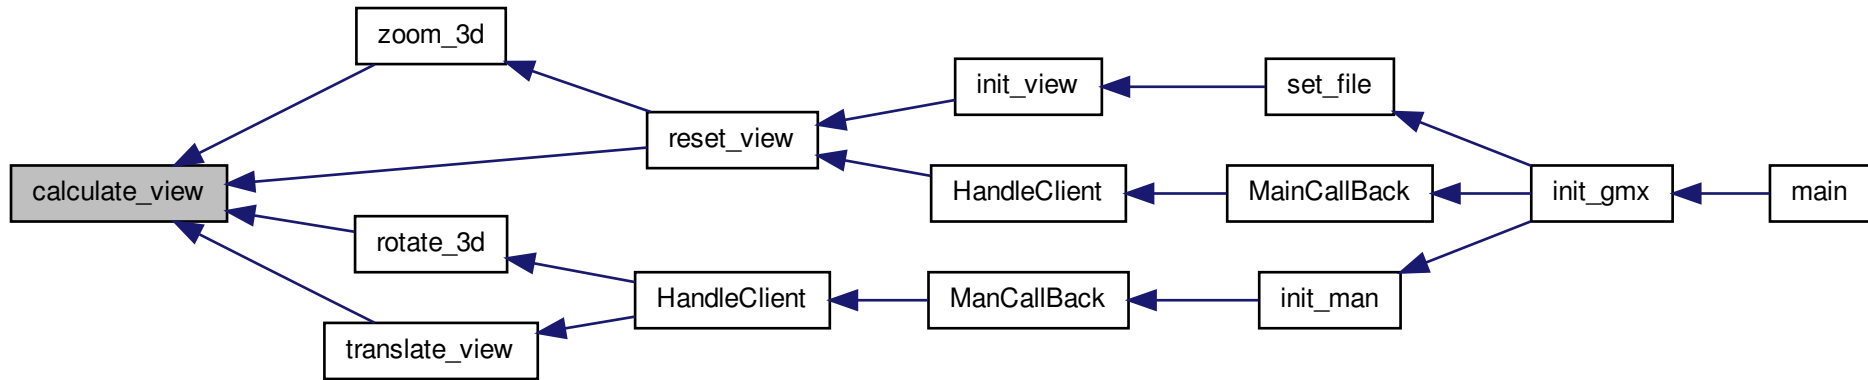 zoom_3d
init_view
set_file
reset_view
calculate_view
HandleClient
MainCallBack
init_gmx
main
rotate_3d
HandleClient
ManCallBack
init_man
translate_view